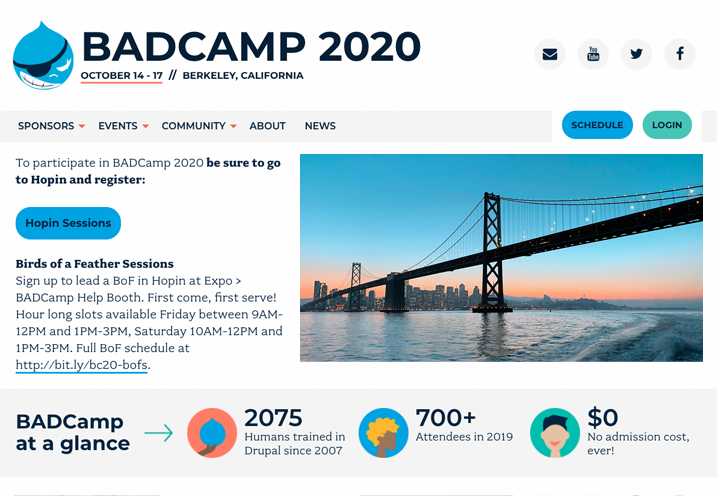 BADCAMP 2020
OCTOBER 14 - 17 // BERKELEY, CALIFORNIA
You
Tube
SPONSORS EVENTS COMMUNITY ABOUT NEWS SCHEDULE LOGIN
To participate in BADCamp 2020 be sure to go
to Hopin and register:
Hopin Sessions
Birds of a Feather Sessions
Sign up to lead a BoF in Hopin at Expo >
BADCamp Help Booth. First come, first serve!
Hour long slots available Friday between 9AM-
12PM and 1PM-3PM, Saturday 10AM-12PM and
1PM-3PM. Full BoF schedule at
http://bit.ly/bc20-bofs.
BADCamp
at a glance
2075
Humans trained in
Drupal since 2007
700+
Attendees in 2019
$0
No admission cost,
ever!